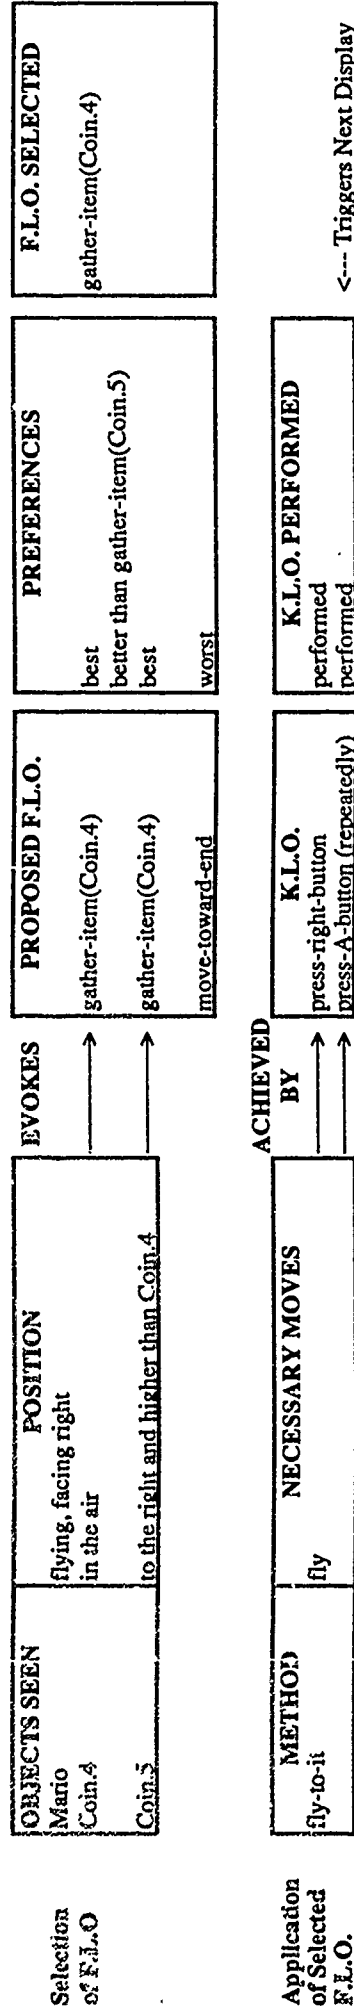 Selection
of F.L.O
OBJECTS SEEN
Mario
Coin.4
Coin.5
POSITION
flying, facing right
in the air
to the right and higher than Coin.4
EVOKES
PROPOSED F.L.O.
gather-item(Coin.4)
gather-item(Coin.4)
move-toward-end
PREFERENCES
best
better than gather-item(Coin.5)
best
worst
F.L.O. SELECTED
gather-item(Coin.4)
Application
of Selected
F.L.O.
METHOD
fly-to-it
NECESSARY MOVES
fly
ACHIEVED
BY
K.L.O.
press-right-button
press-A-button (repeatedly)
K.L.O. PERFORMED
performed
performed
<--- Triggers Next Display